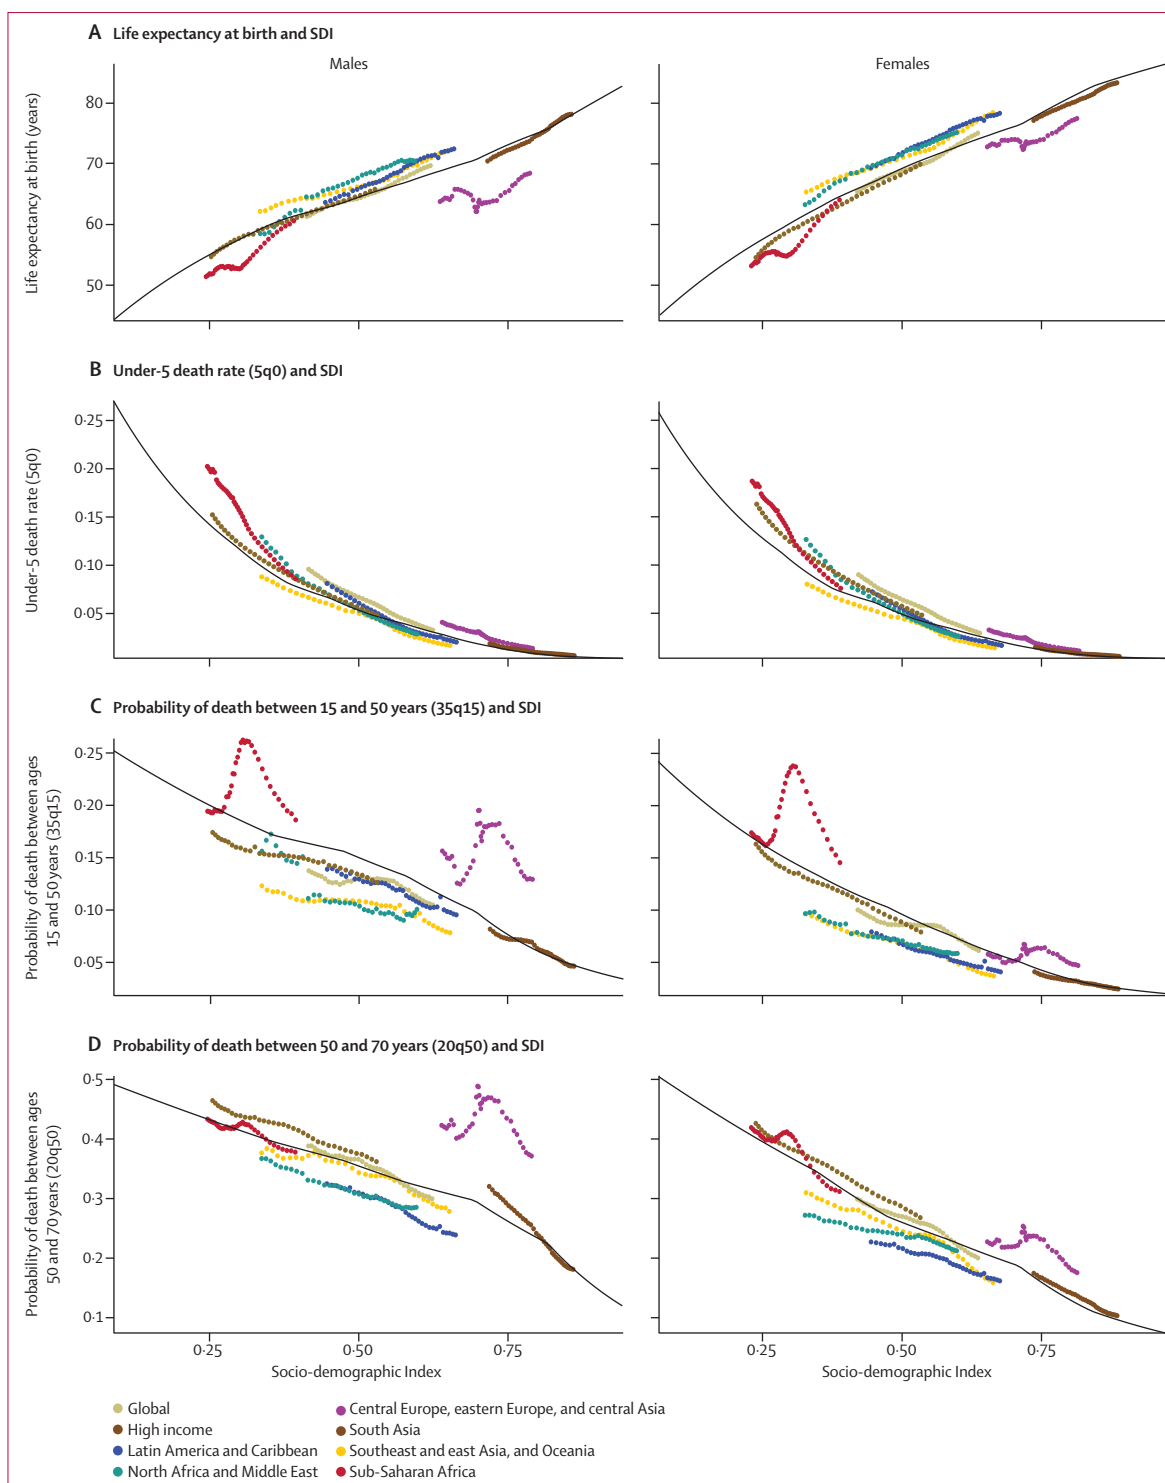 A Life expectancy at birth and SDI
Males
Females
Life expectancy at birth (years)
80
70
60
50
B Under-5 death rate (5q0) and SDI
Under-5 death rate (5q0)
0·25
0·20
0·15
0·10
0·05
C Probability of death between 15 and 50 years (35q15) and SDI
Probability of death between ages
15 and 50 years (35q15)
0·25
0·20
0·15
0·10
0·05
D Probability of death between 50 and 70 years (20q50) and SDI
Probability of death between ages
50 and 70 years (20q50)
0·5
0·4
0·3
0·2
0·1
0·25 0·50 0·75
0·25 0·50 0·75
Socio-demographic Index
Socio-demographic Index
Global
High income
Latin America and Caribbean
North Africa and Middle East
Central Europe, eastern Europe, and central Asia
South Asia
Southeast and east Asia, and Oceania
Sub-Saharan Africa